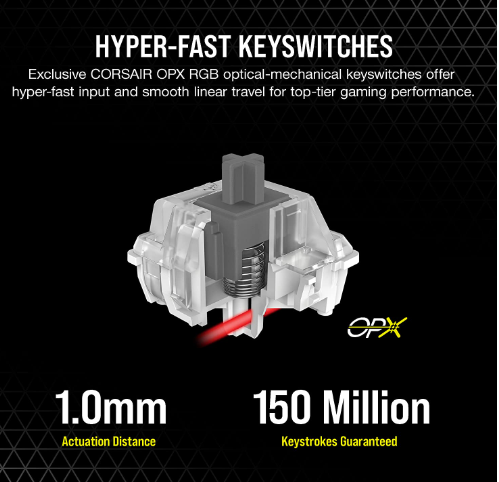 HYPER-FAST KEYSWITCHES
Exclusive CORSAIR OPX RGB optical-mechanical keyswitches offer
hyper-fast input and smooth linear travel for top-tier gaming performance.
OPX
1.0mm
Actuation Distance
150 Million
Keystrokes Guaranteed